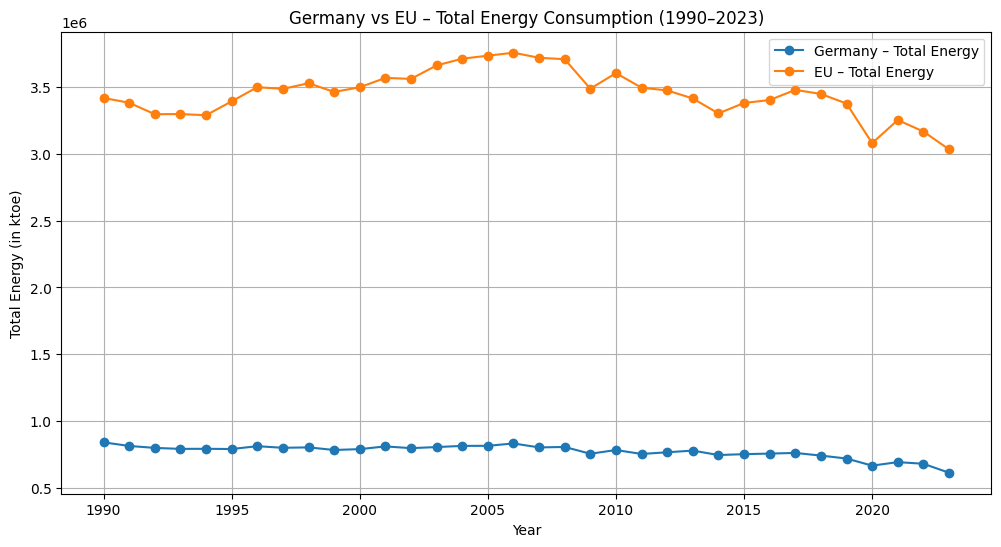 Germany vs EU – Total Energy Consumption (1990–2023)
1e6
Germany – Total Energy
EU – Total Energy
3.5
3.0
2.5
2.0
1.5
1.0
0.5
Total Energy (in ktoe)
1990 1995 2000 2005 2010 2015 2020
Year